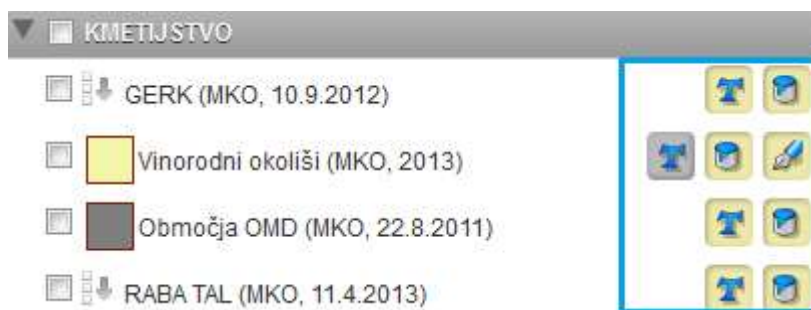 KMETIJSTVO
GERK (MKO, 10.9.2012)
Vinorodni okoliši (MKO, 2013)
Območja OMD (MKO, 22.8.2011)
RABA TAL (MKO, 11.4.2013)